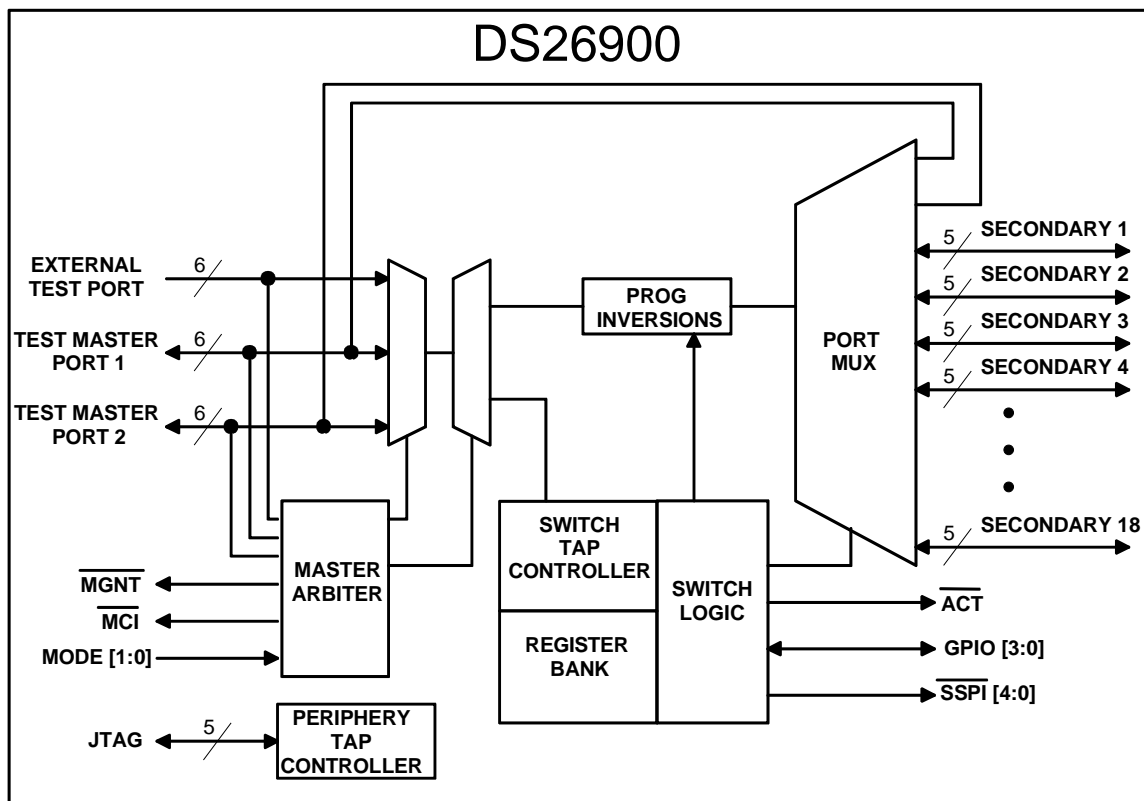 DS26900
EXTERNAL
TEST PORT
6
TEST MASTER
PORT 1
6
TEST MASTER
PORT 2
6
PROG
INVERSIONS
PORT
MUX
5
SECONDARY 1
5
SECONDARY 2
5
SECONDARY 3
5
SECONDARY 4
5
SECONDARY 18
MASTER
ARBITER
MGNT
MCI
MODE [1:0]
SWITCH
TAP
CONTROLLER
REGISTER
BANK
SWITCH
LOGIC
ACT
GPIO [3:0]
SSPI [4:0]
JTAG
5
PERIPHERY
TAP
CONTROLLER